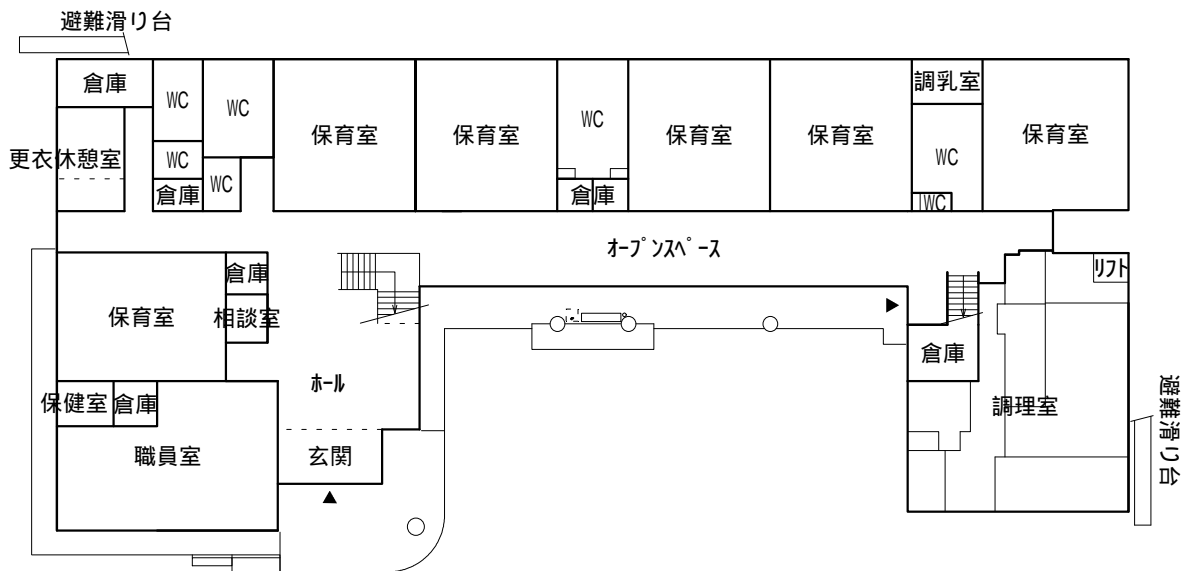 避難滑り台
倉庫
WC
WC
調乳室
保育室
保育室
WC
保育室
保育室
保育室
更衣休憩室
WC
WC
WC
倉庫
倉庫
WC
オープンスペース
倉庫
リフト
保育室
相談室
倉庫
ホール
保健室
倉庫
調理室
避難滑り台
職員室
玄関